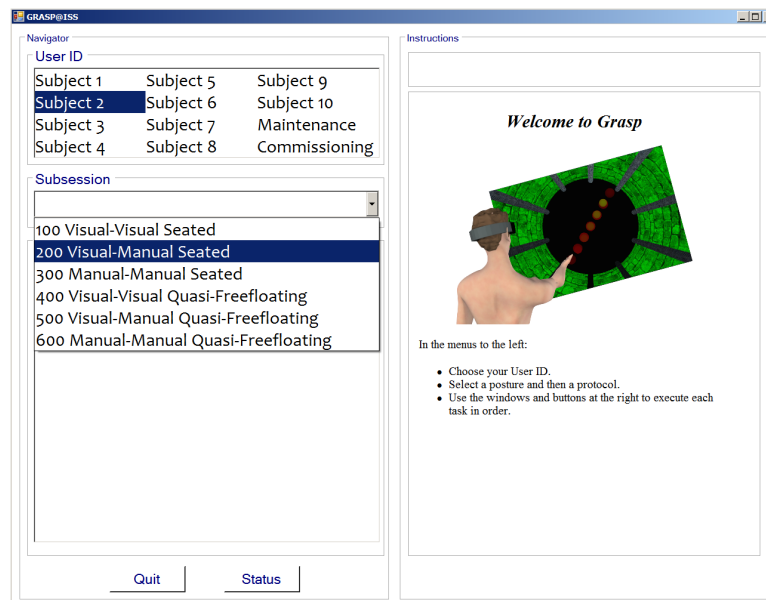 GRASP@ISS
Navigator
User ID
Subject 1 Subject 5 Subject 9
Subject 2 Subject 6 Subject 10
Subject 3 Subject 7 Maintenance
Subject 4 Subject 8 Commissioning
Subsession
100 Visual-Visual Seated
200 Visual-Manual Seated
300 Manual-Manual Seated
400 Visual-Visual Quasi-Freefloating
500 Visual-Manual Quasi-Freefloating
600 Manual-Manual Quasi-Freefloating
Quit Status
Instructions
Welcome to Grasp
In the menus to the left:
• Choose your User ID.
• Select a posture and then a protocol.
• Use the windows and buttons at the right to execute each
task in order.